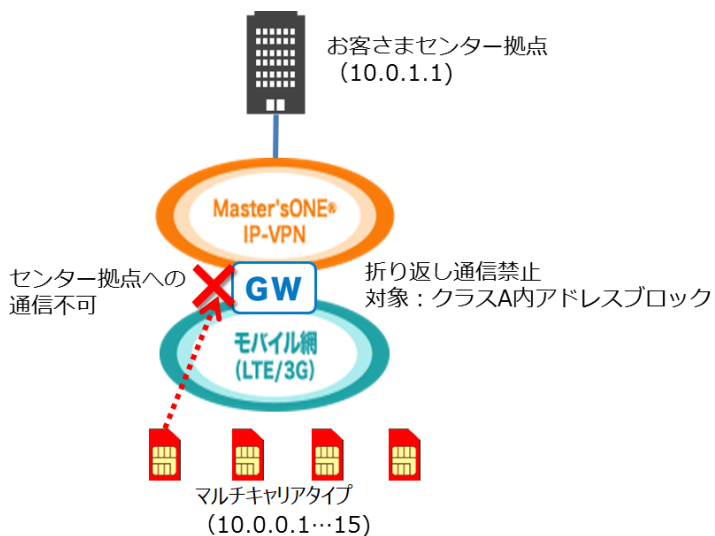 お客さまセンター拠点
（10.0.1.1)
Master'sONE®
IP-VPN
センター拠点への
通信不可
GW
折り返し通信禁止
対象：クラスA内アドレスブロック
モバイル網
(LTE/3G)
マルチキャリアタイプ
（10.0.0.1…15)